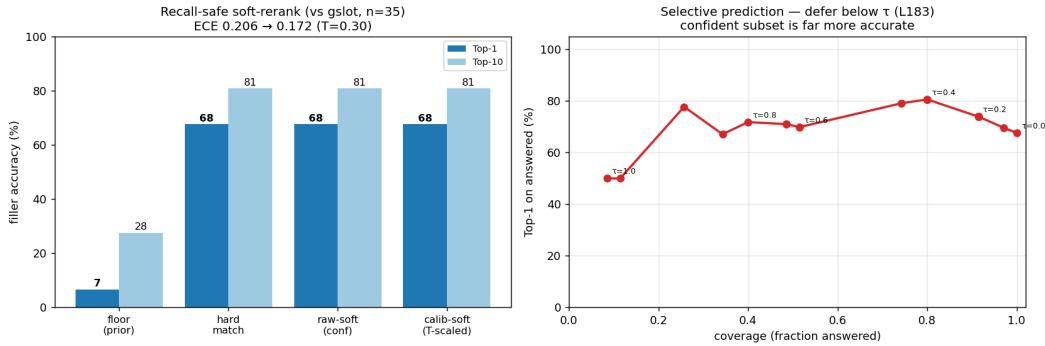 Recall-safe soft-rerank (vs gslot, n=35)
ECE 0.206 → 0.172 (T=0.30)
100
80
60
40
20
0
filler accuracy (%)
Top-1
Top-10
7
28
68
81
68
81
68
81
floor
(prior)
hard
match
raw-soft
(conf)
calib-soft
(T-scaled)
Selective prediction — defer below τ (L183)
confident subset is far more accurate
100
80
60
40
20
0
Top-1 on answered (%)
τ=1.0
τ=0.8
τ=0.6
τ=0.4
τ=0.2
τ=0.0
0.0
0.2
0.4
0.6
0.8
1.0
coverage (fraction answered)